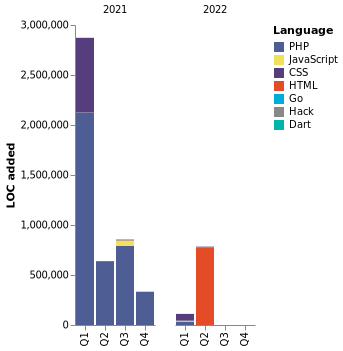 2021 2022
3,000,000
2,500,000
2,000,000
1,500,000
1,000,000
500,000
0
LOC added
Q1 Q2 Q3 Q4 Q1 Q2 Q3 Q4
Language
PHP
JavaScript
CSS
HTML
Go
Hack
Dart